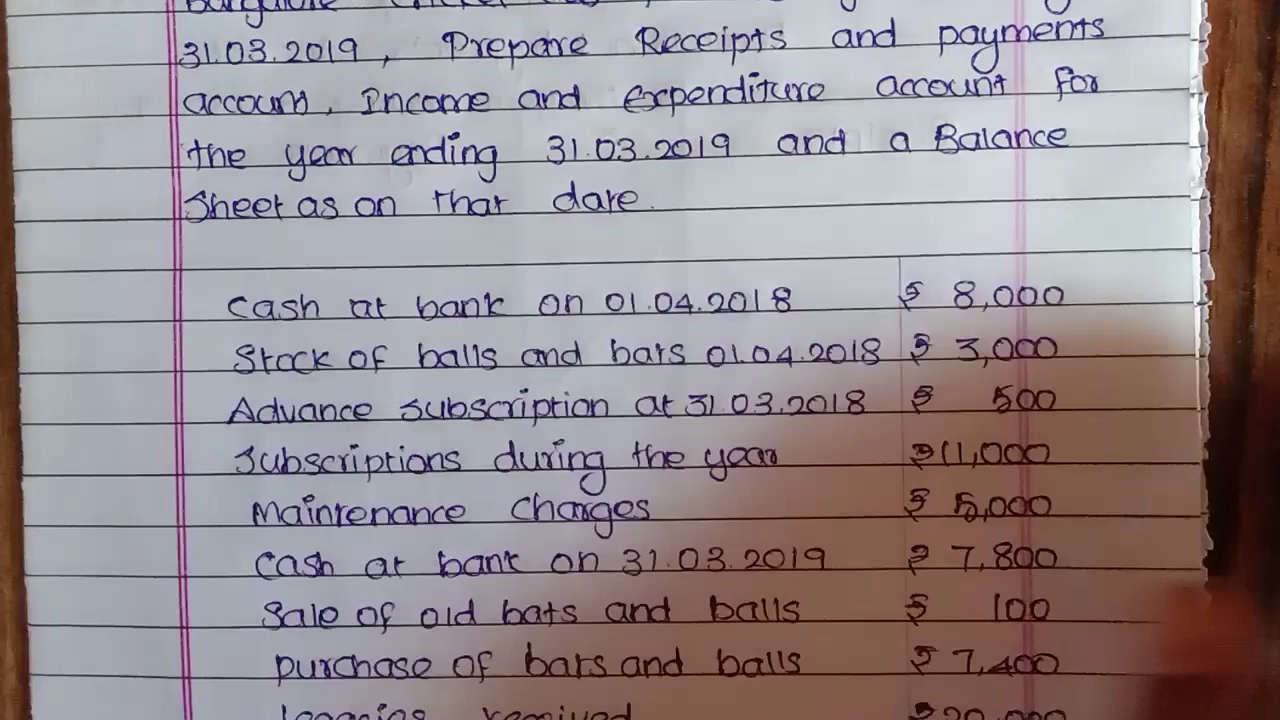 31.03.2019, Prepare Receipts and payments
account, Income and Expenditure account for
the year ending 31.03.2019 and a Balance
Sheet as on that date.
Cash at bank on 01.04.2018 $ 8,000
Stock of balls and bats 01.04.2018 $ 3,000
Advance subscription at 31.03.2018 $ 500
Subscriptions during the year $ 11,000
Maintenance Charges $ 5,000
Cash at bank on 31.03.2019 $ 7,800
Sale of old bats and balls $ 100
purchase of bats and balls $ 7,400